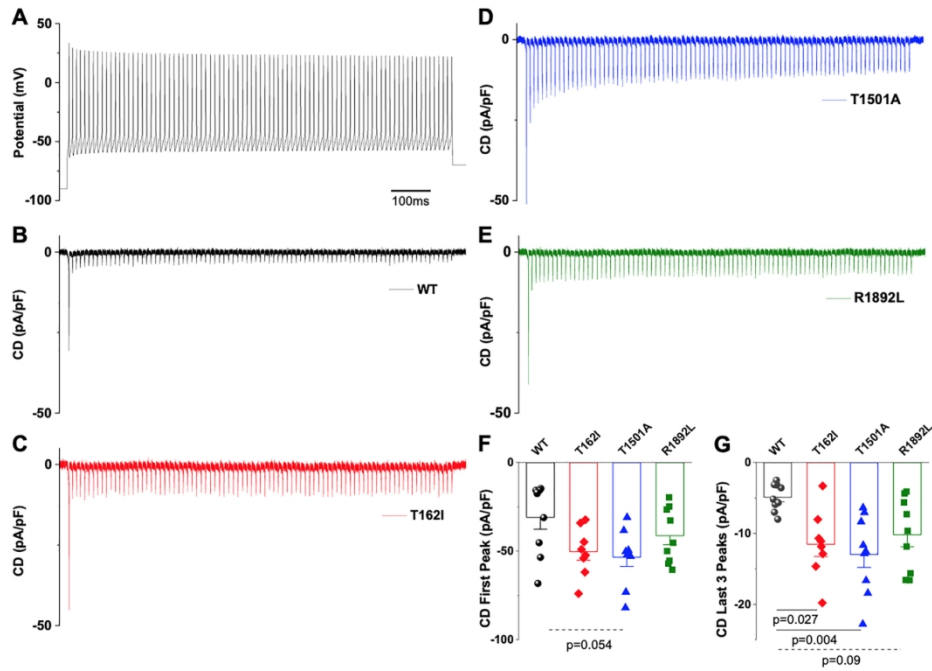 A
50
0
-50
-100
Potential (mV)
100ms
B
0
-50
CD (pA/pF)
WT
C
0
-50
CD (pA/pF)
T162I
D
0
-50
CD (pA/pF)
T1501A
E
0
-50
CD (pA/pF)
R1892L
F
WT T162I T1501A R1892L
0
-50
-100
CD First Peak (pA/pF)
p=0.054
G
WT T162I T1501A R1892L
0
-10
-20
CD Last 3 Peaks (pA/pF)
p=0.027
p=0.004
p=0.09